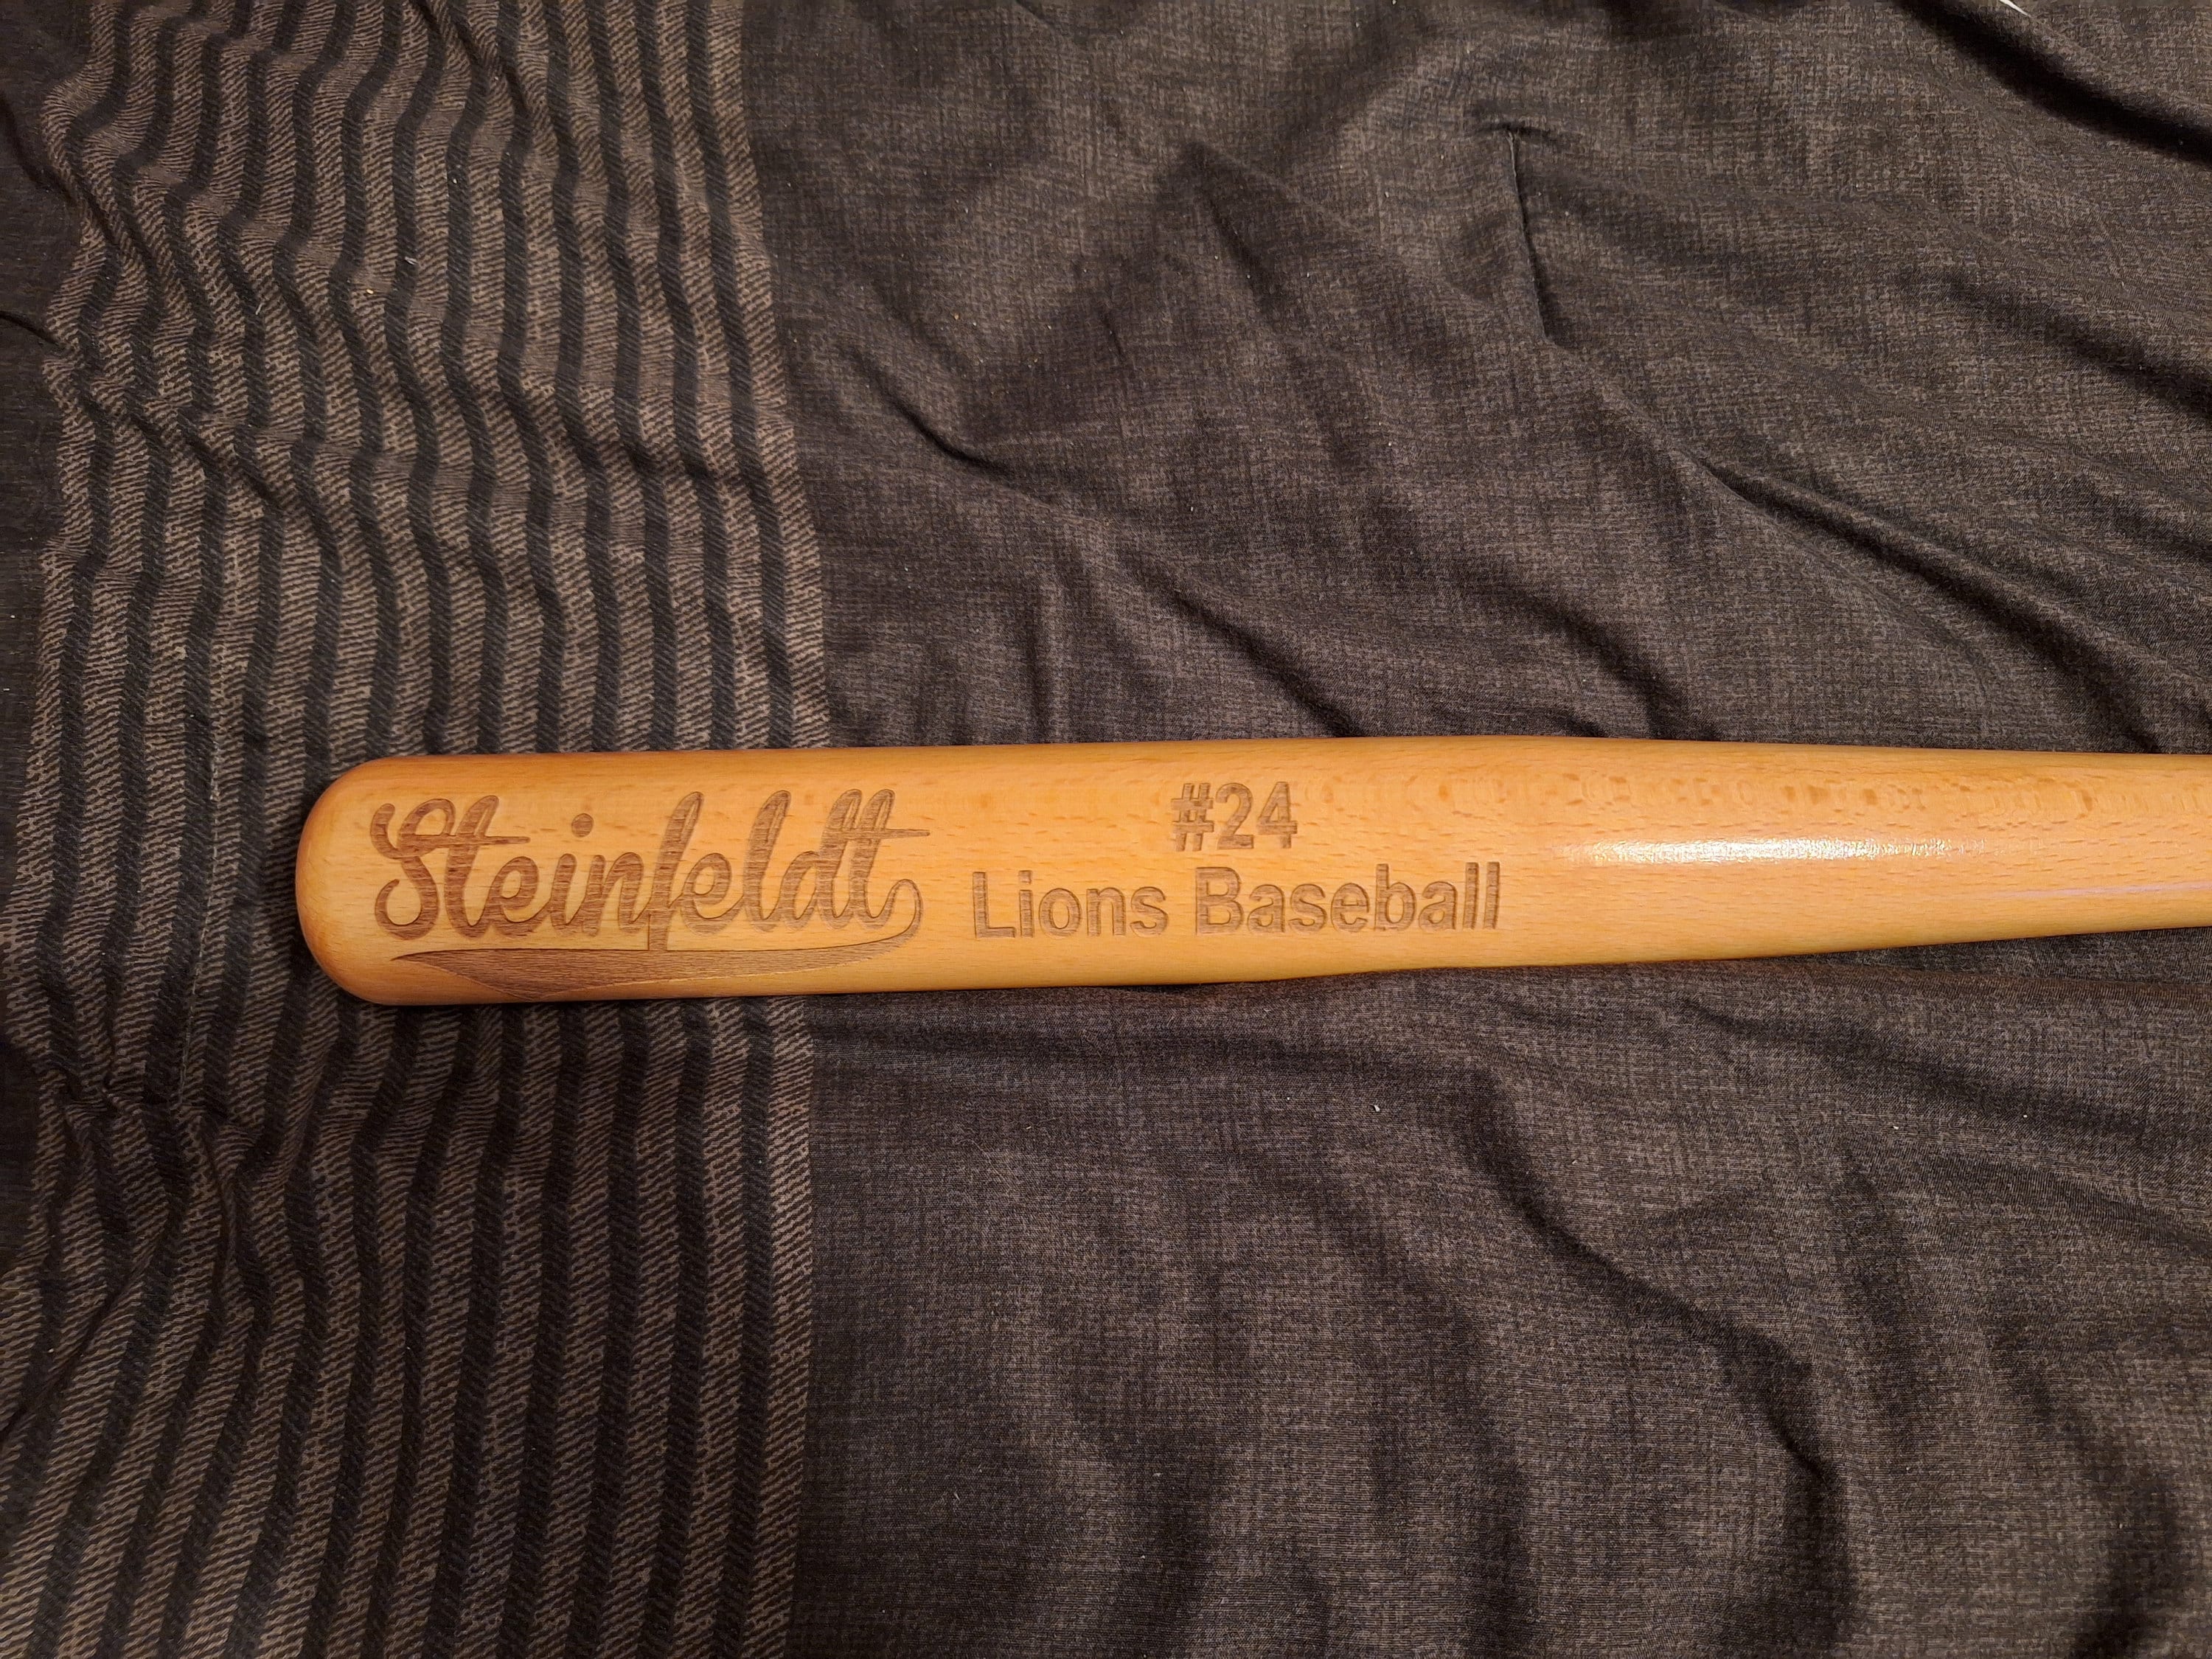 Steinfeldt
#24
Lions Baseball